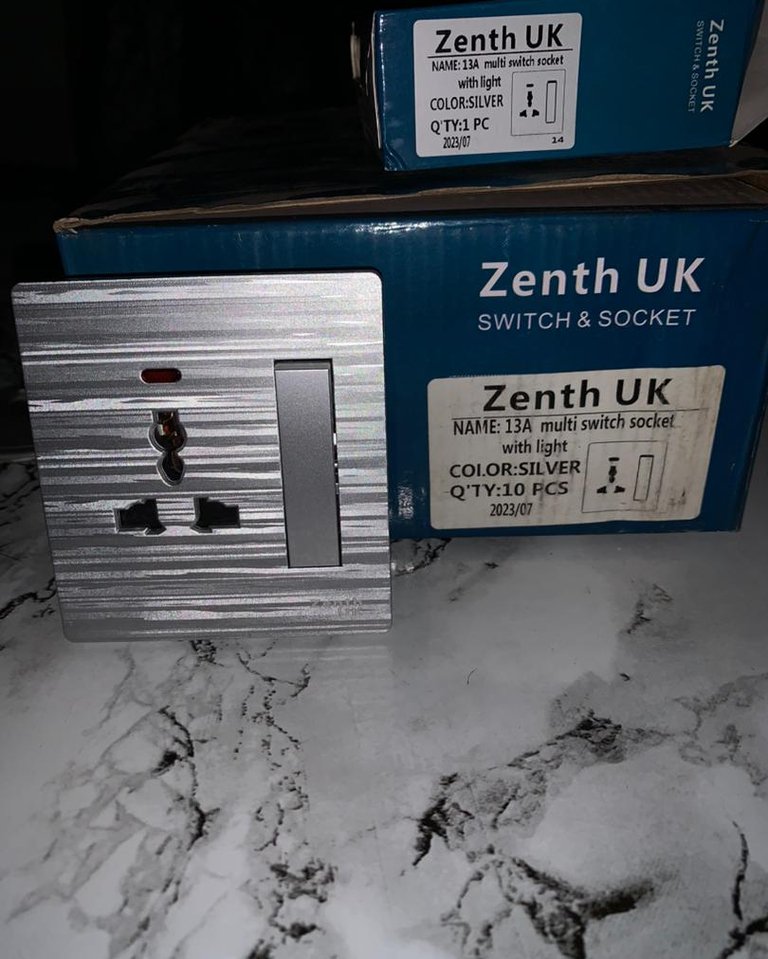 Zenth UK
NAME: 13A multi switch socket
with light
COLOR:SILVER
Q'TY:1 PC
2023/07
14
Zenth UK
SWITCH & SOCKET
Zenth UK
SWITCH & SOCKET
Zenth UK
NAME: 13A multi switch socket
with light
COLOR:SILVER
Q'TY:10 PCS
2023/07
Zenth